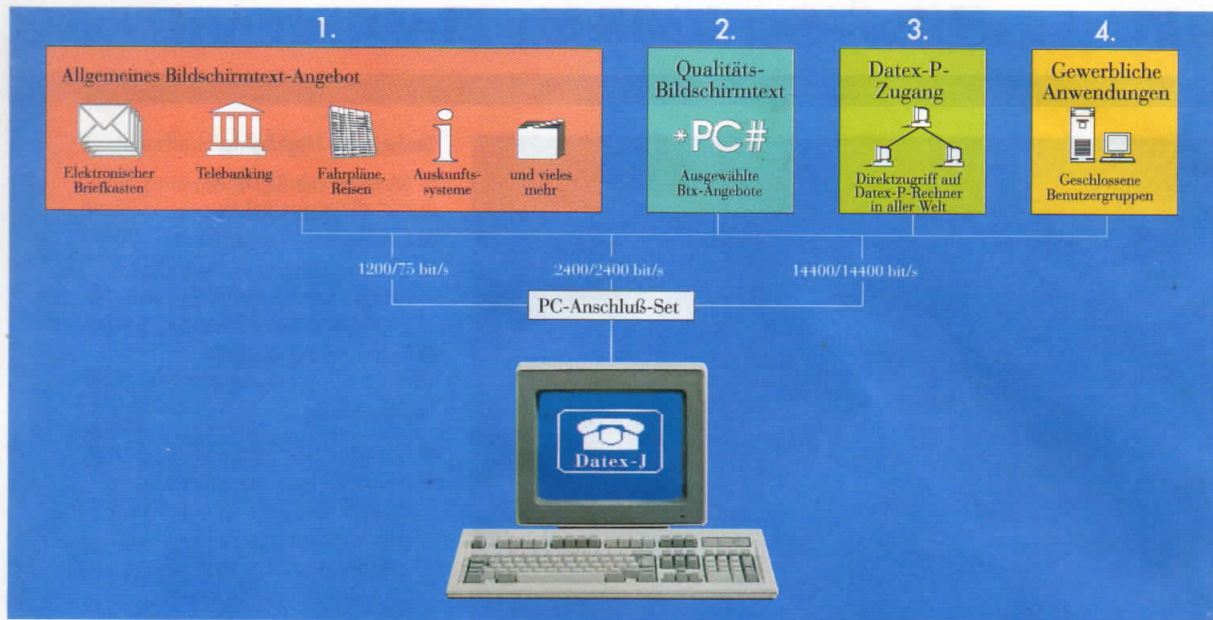 1.
2.
3.
4.
Allgemeines Bildschirmtext-Angebot
Elektronischer
Briefkasten
Telebanking
Fahrpläne,
Reisen
Auskunfts-
systeme
und vieles
mehr
Qualitäts-
Bildschirmtext
*PC#
Ausgewählte
Btx-Angebote
Datex-P-
Zugang
Direktzugriff auf
Datex-P-Rechner
in aller Welt
Gewerbliche
Anwendungen
Geschlossene
Benutzergruppen
1200/75 bit/s
2400/2400 bit/s
14400/14400 bit/s
PC-Anschluß-Set
Datex-J